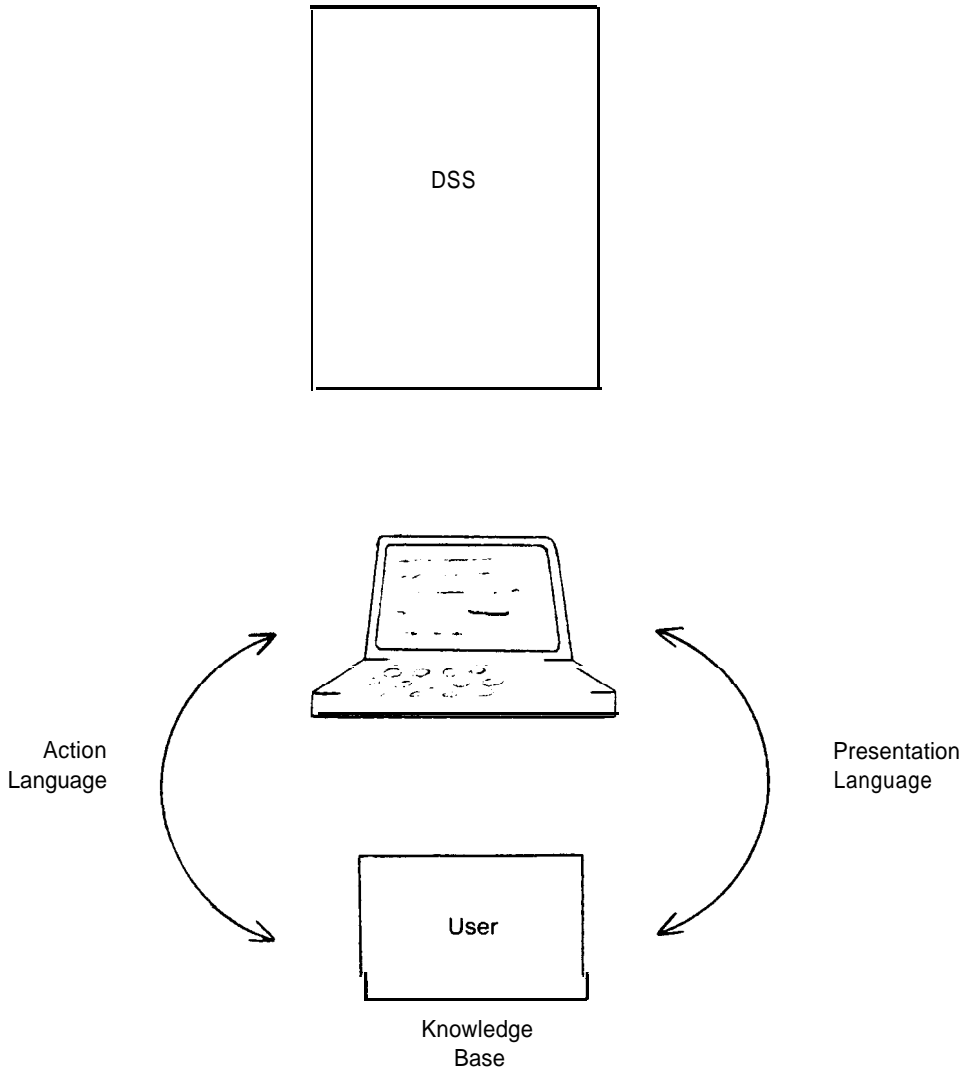 DSS
Action
Language
Presentation
Language
User
Knowledge
Base